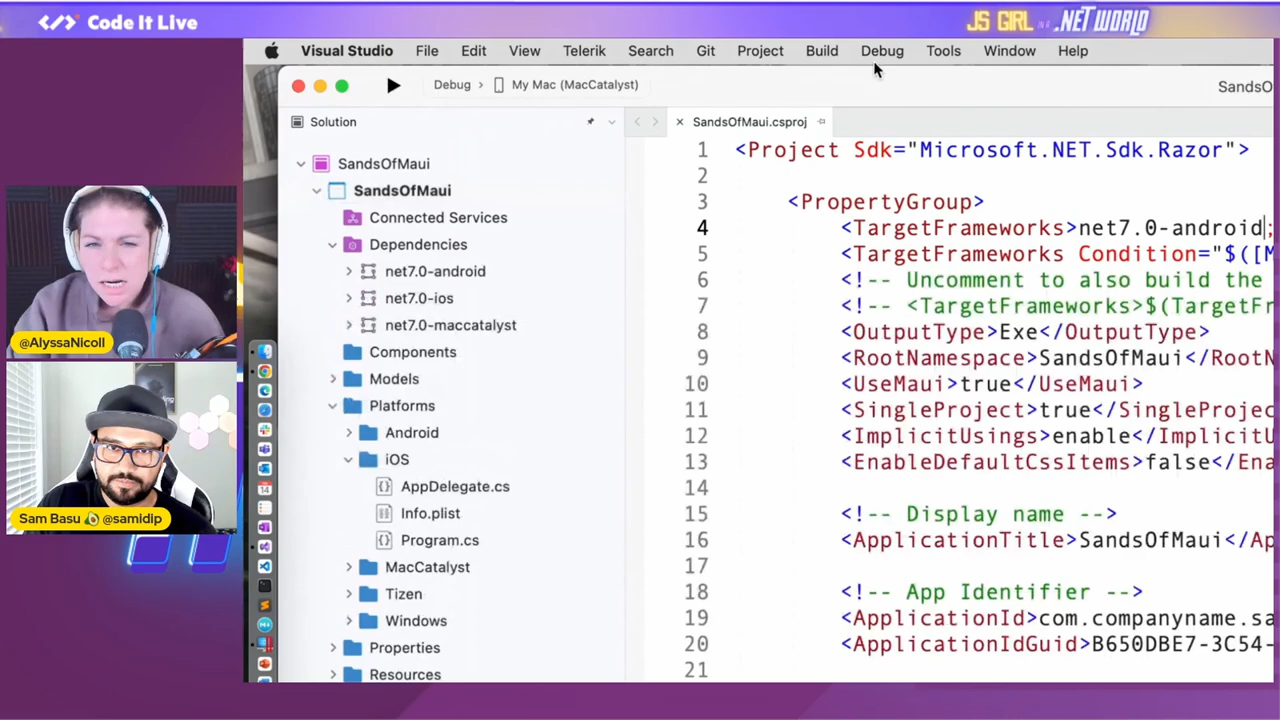 </> Code It Live
JS GIRL IN A .NET WORLD
Visual Studio File Edit View Telerik Search Git Project Build Debug Tools Window Help
Debug › My Mac (MacCatalyst)
SandsO
Solution
SandsOfMaui.csproj
SandsOfMaui
SandsOfMaui
Connected Services
Dependencies
net7.0-android
net7.0-ios
net7.0-maccatalyst
Components
Models
Platforms
Android
iOS
{} AppDelegate.cs
{} Info.plist
{} Program.cs
MacCatalyst
Tizen
Windows
Properties
Resources
1 <Project Sdk="Microsoft.NET.Sdk.Razor">
2
3 <PropertyGroup>
4 <TargetFrameworks>net7.0-android;
5 <TargetFrameworks Condition="$([M
6 <!-- Uncomment to also build the
7 <!-- <TargetFrameworks>$(TargetFr
8 <OutputType>Exe</OutputType>
9 <RootNamespace>SandsOfMaui</RootN
10 <UseMaui>true</UseMaui>
11 <SingleProject>true</SingleProjec
12 <ImplicitUsings>enable</ImplicitU
13 <EnableDefaultCssItems>false</Ena
14
15 <!-- Display name -->
16 <ApplicationTitle>SandsOfMaui</Ap
17
18 <!-- App Identifier -->
19 <ApplicationId>com.companyname.sa
20 <ApplicationIdGuid>B650DBE7-3C54-
21
@AlyssaNicoll
Sam Basu 🥑 @samidip